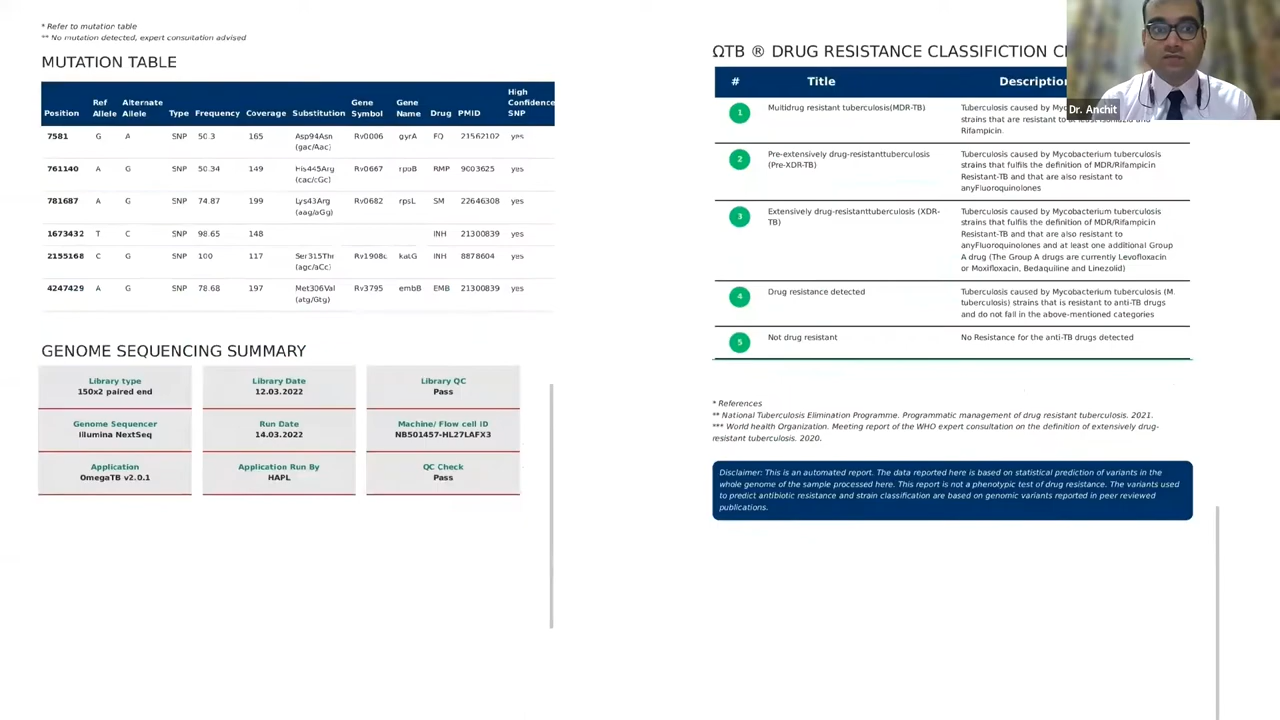 * Refer to mutation table
** No mutation detected, expert consultation advised
MUTATION TABLE
Position Ref Allele Alternate Allele Type Frequency Coverage Substitution Gene Symbol Gene Name Drug PMID High Confidence SNP
7581 G A SNP 50.3 165 Asp94Asn (gac/Aac) Rv0006 gyrA FQ 21562102 yes
761140 A G SNP 50.34 149 His445Arg (cac/cGc) Rv0667 rpoB RMP 9003625 yes
781687 A G SNP 74.87 199 Lys43Arg (aag/aGg) Rv0682 rpsL SM 22646308 yes
1673432 T C SNP 98.65 148 INH 21300839 yes
2155168 C G SNP 100 117 Ser315Thr (agc/aCc) Rv1908c katG INH 8878604 yes
4247429 A G SNP 78.68 197 Met306Val (atg/Gtg) Rv3795 embB EMB 21300839 yes
GENOME SEQUENCING SUMMARY
Library type Library Date Library QC
150x2 paired end 12.03.2022 Pass
Genome Sequencer Run Date Machine/ Flow cell ID
Illumina NextSeq 14.03.2022 NB501457-HL27LAFX3
Application Application Run By QC Check
OmegaTB v2.0.1 HAPL Pass
ΩTB ® DRUG RESISTANCE CLASSIFICTION
# Title Description
1 Multidrug resistant tuberculosis(MDR-TB) Tuberculosis caused by
strains that are resistant to at least Isoniazid
Rifampicin.
2 Pre-extensively drug-resistanttuberculosis Tuberculosis caused by Mycobacterium tuberculosis
(Pre-XDR-TB) strains that fulfils the definition of MDR/Rifampicin
Resistant-TB and that are also resistant to
anyFluoroquinolones
3 Extensively drug-resistanttuberculosis (XDR- Tuberculosis caused by Mycobacterium tuberculosis
TB) strains that fulfils the definition of MDR/Rifampicin
Resistant-TB and that are also resistant to
anyFluoroquinolones and at least one additional Group
A drug (The Group A drugs are currently Levofloxacin
or Moxifloxacin, Bedaquiline and Linezolid)
4 Drug resistance detected Tuberculosis caused by Mycobacterium tuberculosis (M.
tuberculosis) strains that is resistant to anti-TB drugs
and do not fall in the above-mentioned categories
5 Not drug resistant No Resistance for the anti-TB drugs detected
* References
** National Tuberculosis Elimination Programme. Programmatic management of drug resistant tuberculosis. 2021.
*** World health Organization. Meeting report of the WHO expert consultation on the definition of extensively drug-
resistant tuberculosis. 2020.
Disclaimer: This is an automated report. The data reported here is based on statistical prediction of variants in the
whole genome of the sample processed here. This report is not a phenotypic test of drug resistance. The variants used
to predict antibiotic resistance and strain classification are based on genomic variants reported in peer reviewed
publications.
Dr. Anchit